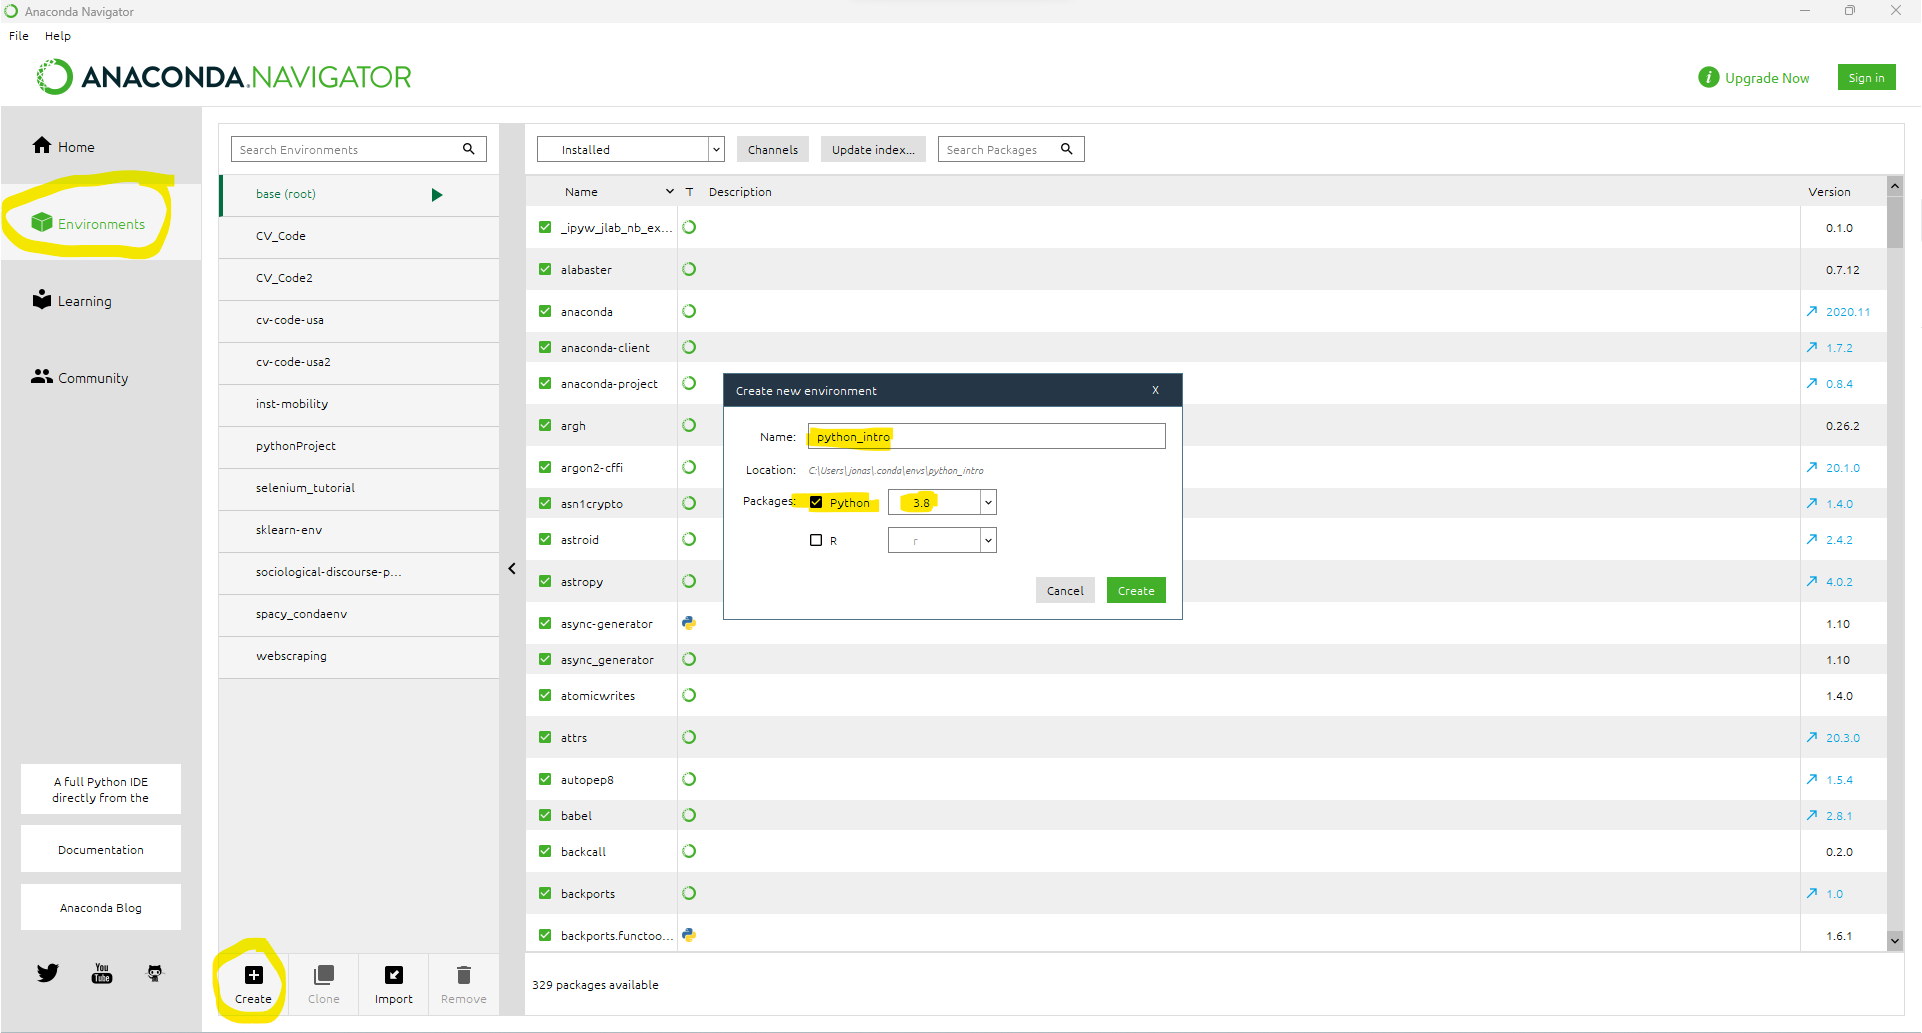 Anaconda Navigator
File Help
ANACONDA.NAVIGATOR
i Upgrade Now Sign in
Home
Environments
Learning
Community
A full Python IDE
directly from the
Documentation
Anaconda Blog
You
Tube
Search Environments
base (root)
CV_Code
CV_Code2
cv-code-usa
cv-code-usa2
inst-mobility
pythonProject
selenium_tutorial
sklearn-env
sociological-discourse-p...
spacy_condaenv
webscraping
Create Clone Import Remove
Installed Channels Update index... Search Packages
Name T Description Version
_ipyw_jlab_nb_ex... 0.1.0
alabaster 0.7.12
anaconda 2020.11
anaconda-client 1.7.2
anaconda-project 0.8.4
argh 0.26.2
argon2-cffi 20.1.0
asn1crypto 1.4.0
astroid 2.4.2
astropy 4.0.2
async-generator 1.10
async_generator 1.10
atomicwrites 1.4.0
attrs 20.3.0
autopep8 1.5.4
babel 2.8.1
backcall 0.2.0
backports 1.0
backports.functoo... 1.6.1
329 packages available
Create new environment X
Name: python_intro
Location: C:\Users\jonas\.conda\envs\python_intro
Packages: Python 3.8
R r
Cancel Create